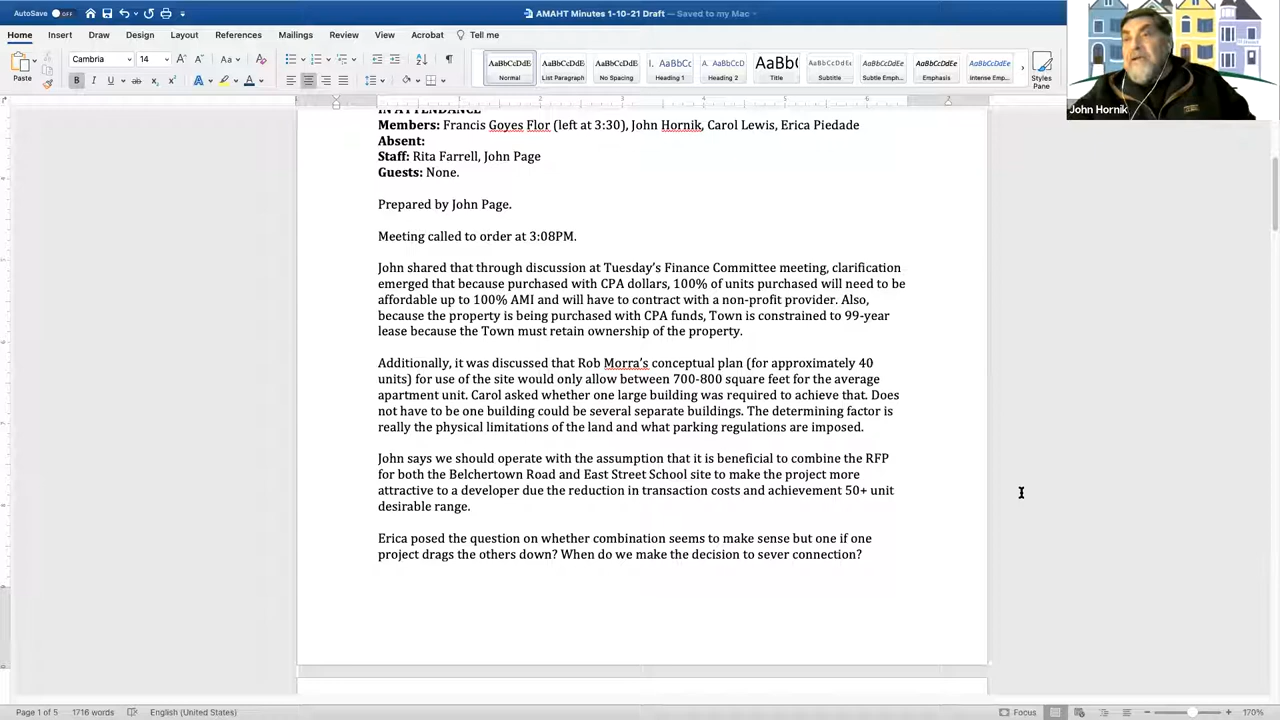 AutoSave OFF
AMAHT Minutes 1-10-21 Draft — Saved to my Mac
Home Insert Draw Design Layout References Mailings Review View Acrobat Tell me
Paste
Cambria 14
Normal List Paragraph No Spacing Heading 1 Heading 2 Title Subtitle Subtle Emph... Emphasis Intense Emp... Styles Pane
John Hornik
IN ATTENDANCE
Members: Francis Goyes Flor (left at 3:30), John Hornik, Carol Lewis, Erica Piedade
Absent:
Staff: Rita Farrell, John Page
Guests: None.
Prepared by John Page.
Meeting called to order at 3:08PM.
John shared that through discussion at Tuesday's Finance Committee meeting, clarification
emerged that because purchased with CPA dollars, 100% of units purchased will need to be
affordable up to 100% AMI and will have to contract with a non-profit provider. Also,
because the property is being purchased with CPA funds, Town is constrained to 99-year
lease because the Town must retain ownership of the property.
Additionally, it was discussed that Rob Morra's conceptual plan (for approximately 40
units) for use of the site would only allow between 700-800 square feet for the average
apartment unit. Carol asked whether one large building was required to achieve that. Does
not have to be one building could be several separate buildings. The determining factor is
really the physical limitations of the land and what parking regulations are imposed.
John says we should operate with the assumption that it is beneficial to combine the RFP
for both the Belchertown Road and East Street School site to make the project more
attractive to a developer due the reduction in transaction costs and achievement 50+ unit
desirable range.
Erica posed the question on whether combination seems to make sense but one if one
project drags the others down? When do we make the decision to sever connection?
Page 1 of 5 1716 words English (United States) Focus 170%